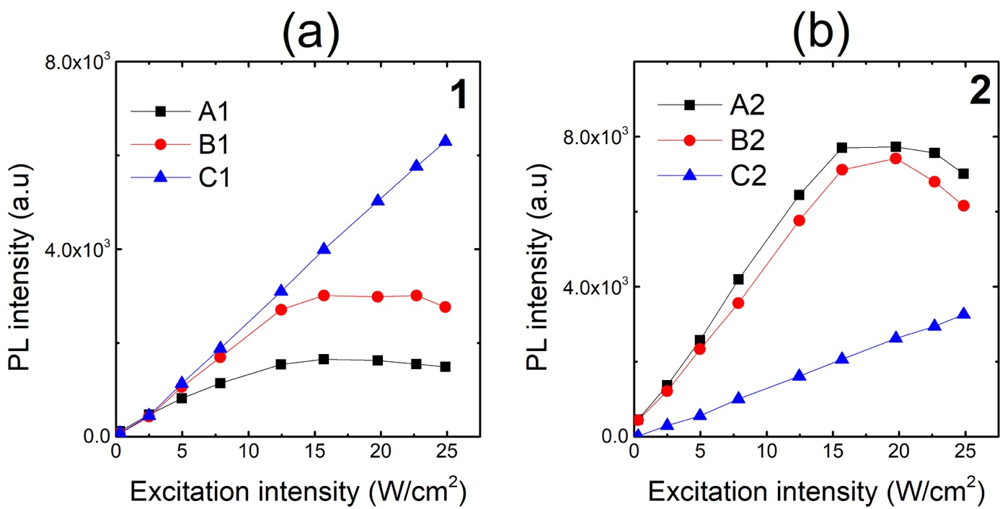 (a)
8.0x10³
1
A1
B1
C1
4.0x10³
0.0
0 5 10 15 20 25
PL intensity (a.u)
Excitation intensity (W/cm²)
(b)
2
A2
B2
C2
8.0x10³
4.0x10³
0.0
0 5 10 15 20 25
PL intensity (a.u)
Excitation intensity (W/cm²)